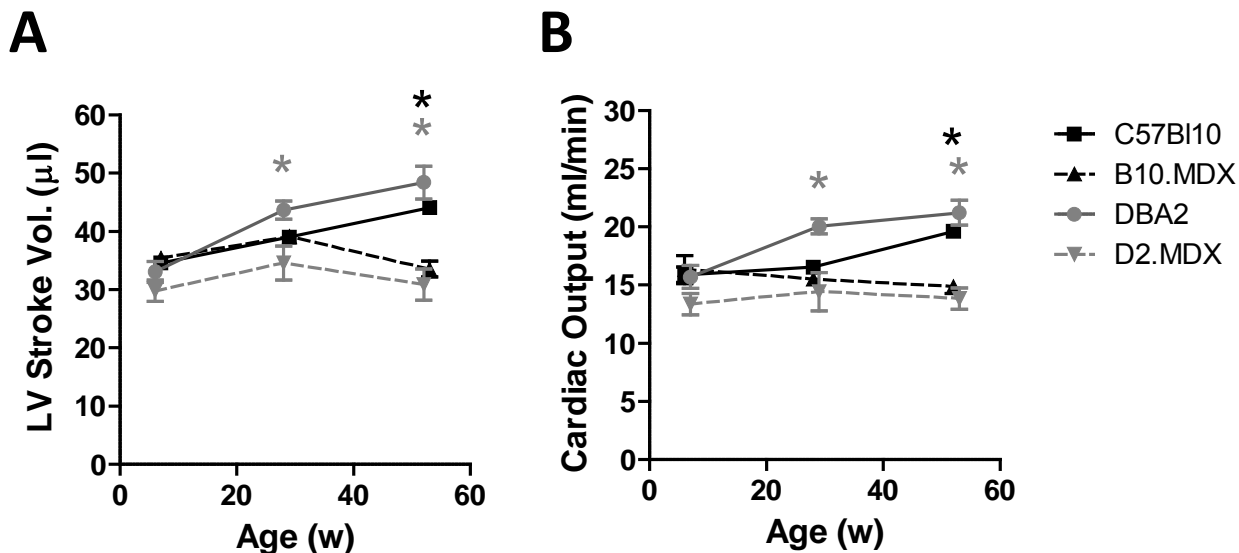 A
LV Stroke Vol. (μl)
60
50
40
30
20
10
0
*
*
*
0 20 40 60
Age (w)
B
Cardiac Output (ml/min)
30
25
20
15
10
5
0
*
*
*
0 20 40 60
Age (w)
C57Bl10
B10.MDX
DBA2
D2.MDX